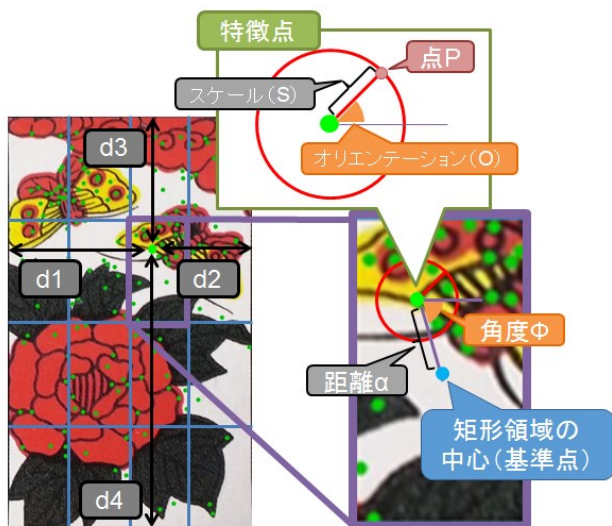 特徴点
点P
スケール(S)
オリエンテーション(O)
d3
d1
d2
d4
角度Φ
距離α
矩形領域の
中心(基準点)